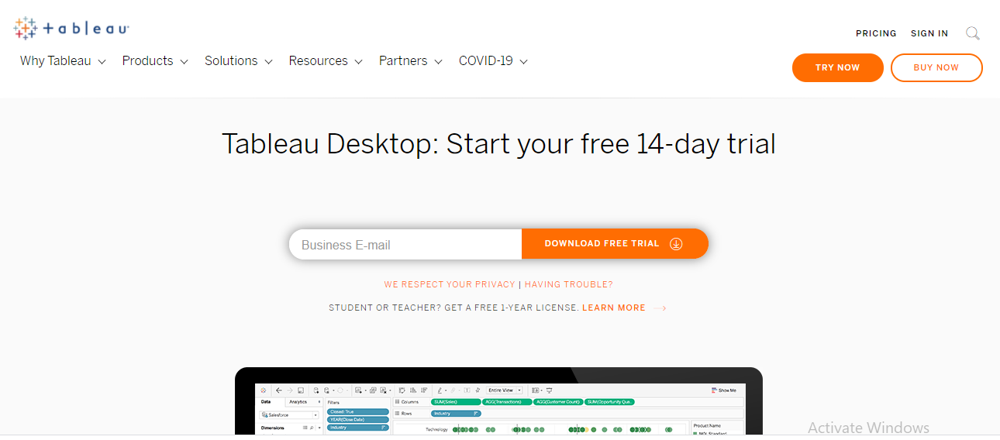 +ableau
PRICING SIGN IN
Why Tableau Products Solutions Resources Partners COVID-19
TRY NOW BUY NOW
Tableau Desktop: Start your free 14-day trial
Business E-mail DOWNLOAD FREE TRIAL
WE RESPECT YOUR PRIVACY | HAVING TROUBLE?
STUDENT OR TEACHER? GET A FREE 1-YEAR LICENSE. LEARN MORE
Entire View Show Me
Data Analytics Filters Columns SUM(Sales) AGG(Transactions) AGG(Customer Count) SUM(Opportunity Qua..
Closed: True Rows Industry
Salesforce YEAR(Close Date)
Dimensions Industry Technology Product Name
MQL Standard
Activate Windows